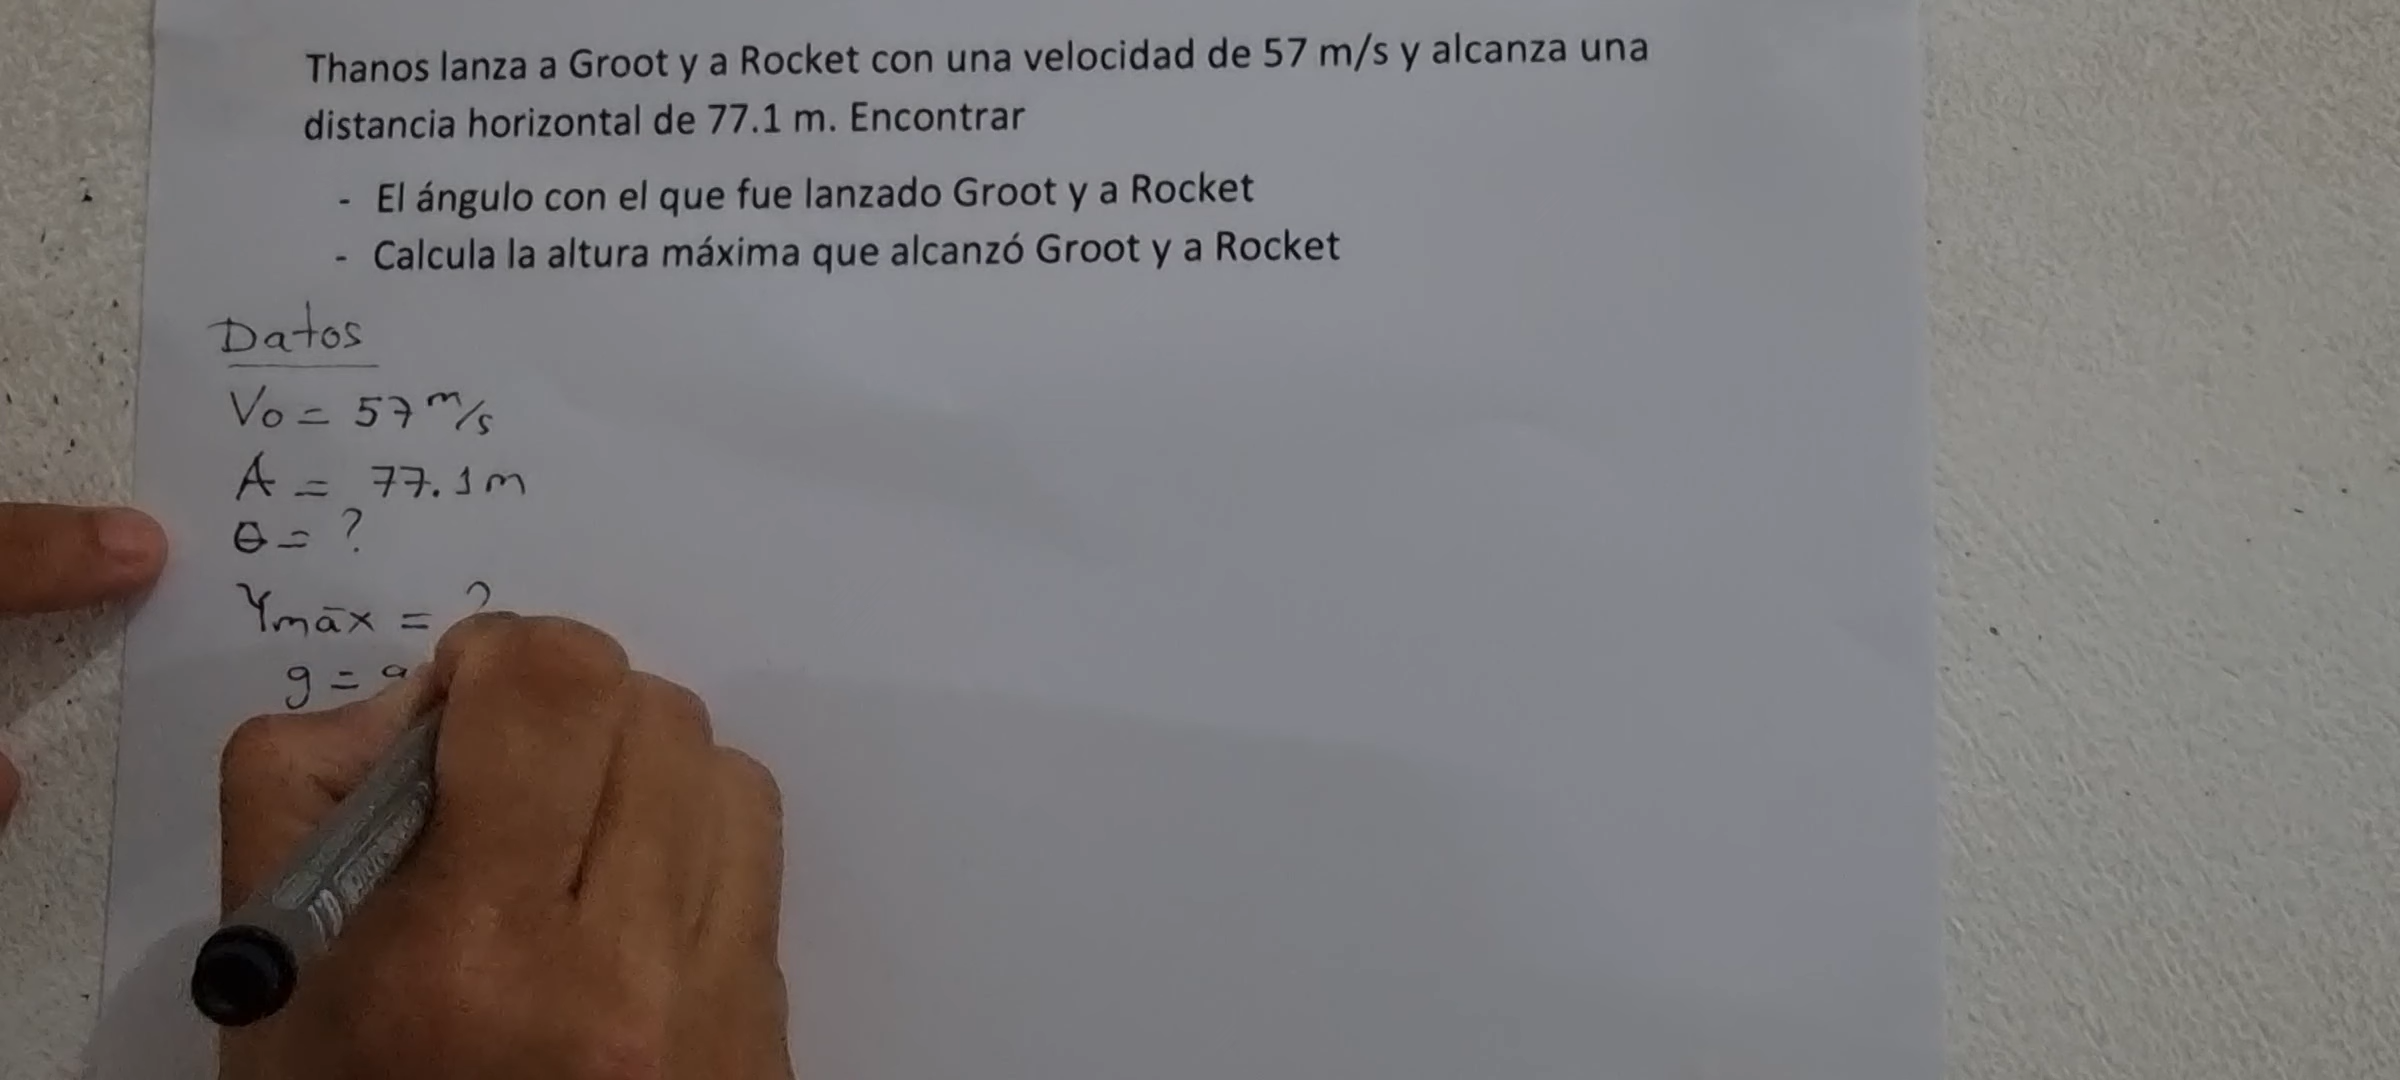 Thanos lanza a Groot y a Rocket con una velocidad de 57 m/s y alcanza una
distancia horizontal de 77.1 m. Encontrar
- El ángulo con el que fue lanzado Groot y a Rocket
- Calcula la altura máxima que alcanzó Groot y a Rocket
Datos
Vo = 57 m/s
A = 77.1 m
θ = ?
Ymāx = ?
g = 9